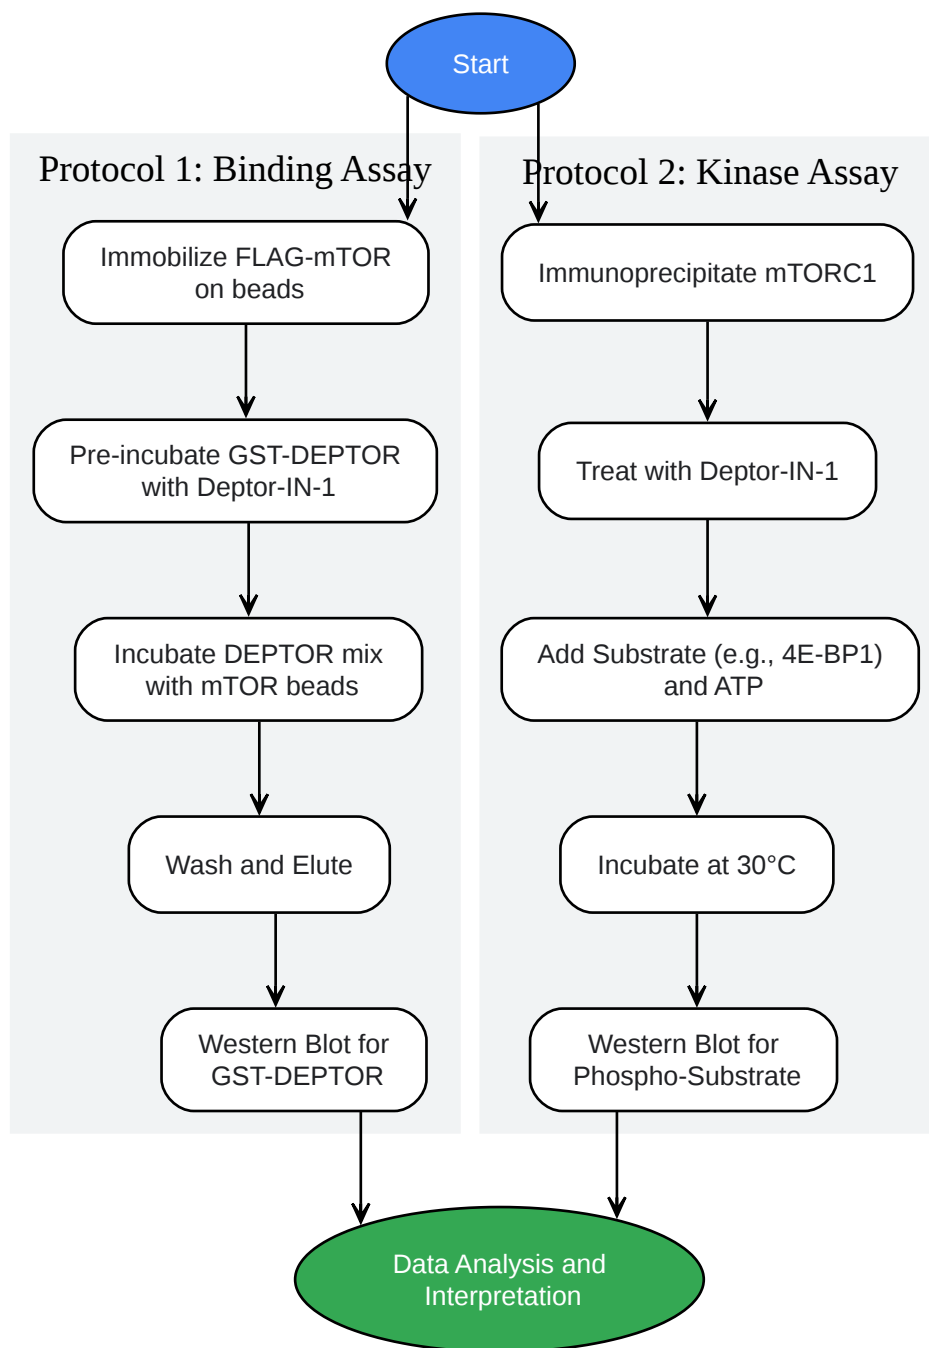 Start
Protocol 1: Binding Assay
Immobilize FLAG-mTOR
on beads
Pre-incubate GST-DEPTOR
with Deptor-IN-1
Incubate DEPTOR mix
with mTOR beads
Wash and Elute
Western Blot for
GST-DEPTOR
Protocol 2: Kinase Assay
Immunoprecipitate mTORC1
Treat with Deptor-IN-1
Add Substrate (e.g., 4E-BP1)
and ATP
Incubate at 30°C
Western Blot for
Phospho-Substrate
Data Analysis and
Interpretation